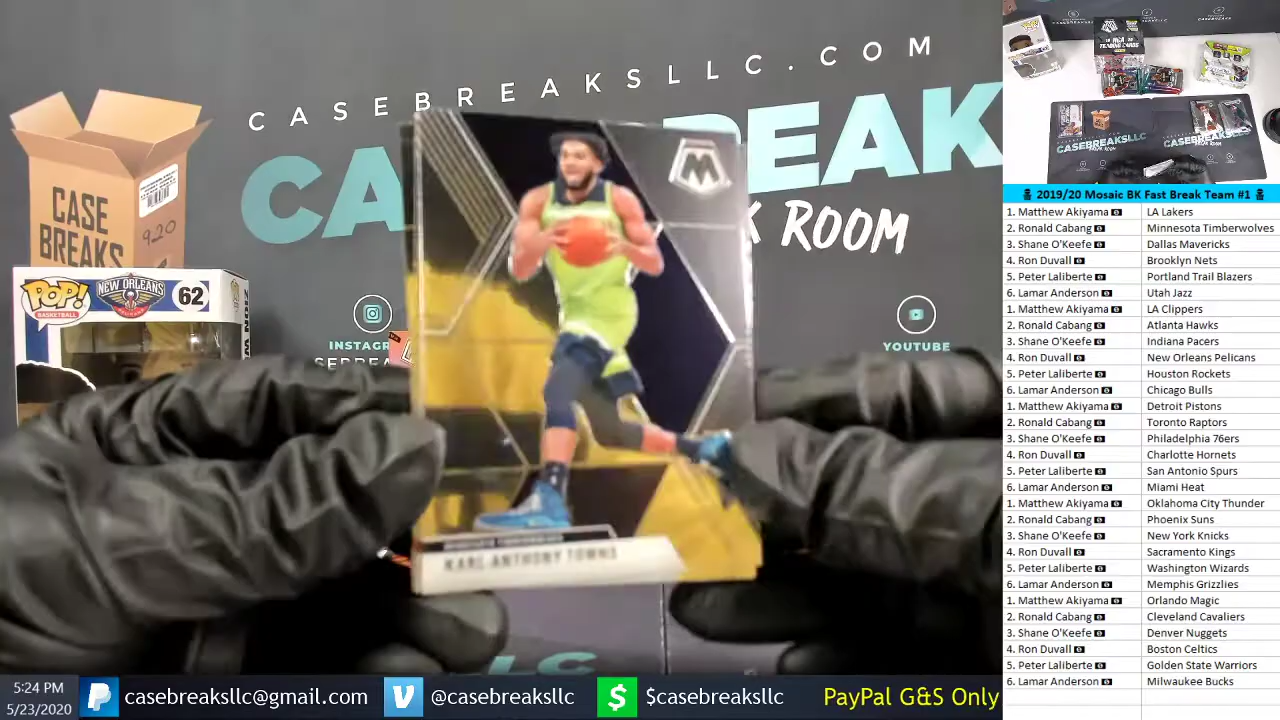 CASEBREAKSLLC.COM
CA EAK
K ROOM
CASE
BREAKS
920
POP!
BASKETBALL
NEW ORLEANS
PELICANS
62
ZION
INSTAGR
YOUTUBE
M
KARL-ANTHONY TOWNS
LLC
CASEBREAKSLLC
2019/20 Mosaic BK Fast Break Team #1
1. Matthew Akiyama LA Lakers
2. Ronald Cabang Minnesota Timberwolves
3. Shane O'Keefe Dallas Mavericks
4. Ron Duvall Brooklyn Nets
5. Peter Laliberte Portland Trail Blazers
6. Lamar Anderson Utah Jazz
1. Matthew Akiyama LA Clippers
2. Ronald Cabang Atlanta Hawks
3. Shane O'Keefe Indiana Pacers
4. Ron Duvall New Orleans Pelicans
5. Peter Laliberte Houston Rockets
6. Lamar Anderson Chicago Bulls
1. Matthew Akiyama Detroit Pistons
2. Ronald Cabang Toronto Raptors
3. Shane O'Keefe Philadelphia 76ers
4. Ron Duvall Charlotte Hornets
5. Peter Laliberte San Antonio Spurs
6. Lamar Anderson Miami Heat
1. Matthew Akiyama Oklahoma City Thunder
2. Ronald Cabang Phoenix Suns
3. Shane O'Keefe New York Knicks
4. Ron Duvall Sacramento Kings
5. Peter Laliberte Washington Wizards
6. Lamar Anderson Memphis Grizzlies
1. Matthew Akiyama Orlando Magic
2. Ronald Cabang Cleveland Cavaliers
3. Shane O'Keefe Denver Nuggets
4. Ron Duvall Boston Celtics
5. Peter Laliberte Golden State Warriors
6. Lamar Anderson Milwaukee Bucks
5:24 PM
5/23/2020
casebreaksllc@gmail.com
@casebreaksllc
$casebreaksllc
PayPal G&S Only